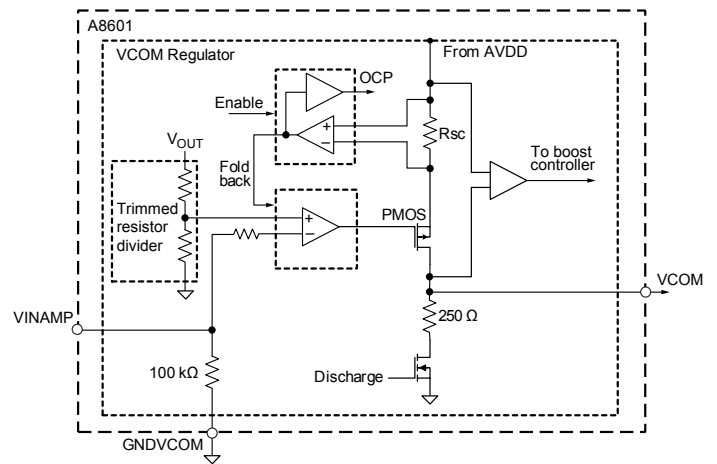 A8601
VCOM Regulator
From AVDD
OCP
Enable
+
−
Rsc
VOUT
Fold
back
To boost
controller
Trimmed
resistor
divider
+
−
PMOS
VCOM
VINAMP
250 Ω
100 kΩ
Discharge
GNDVCOM